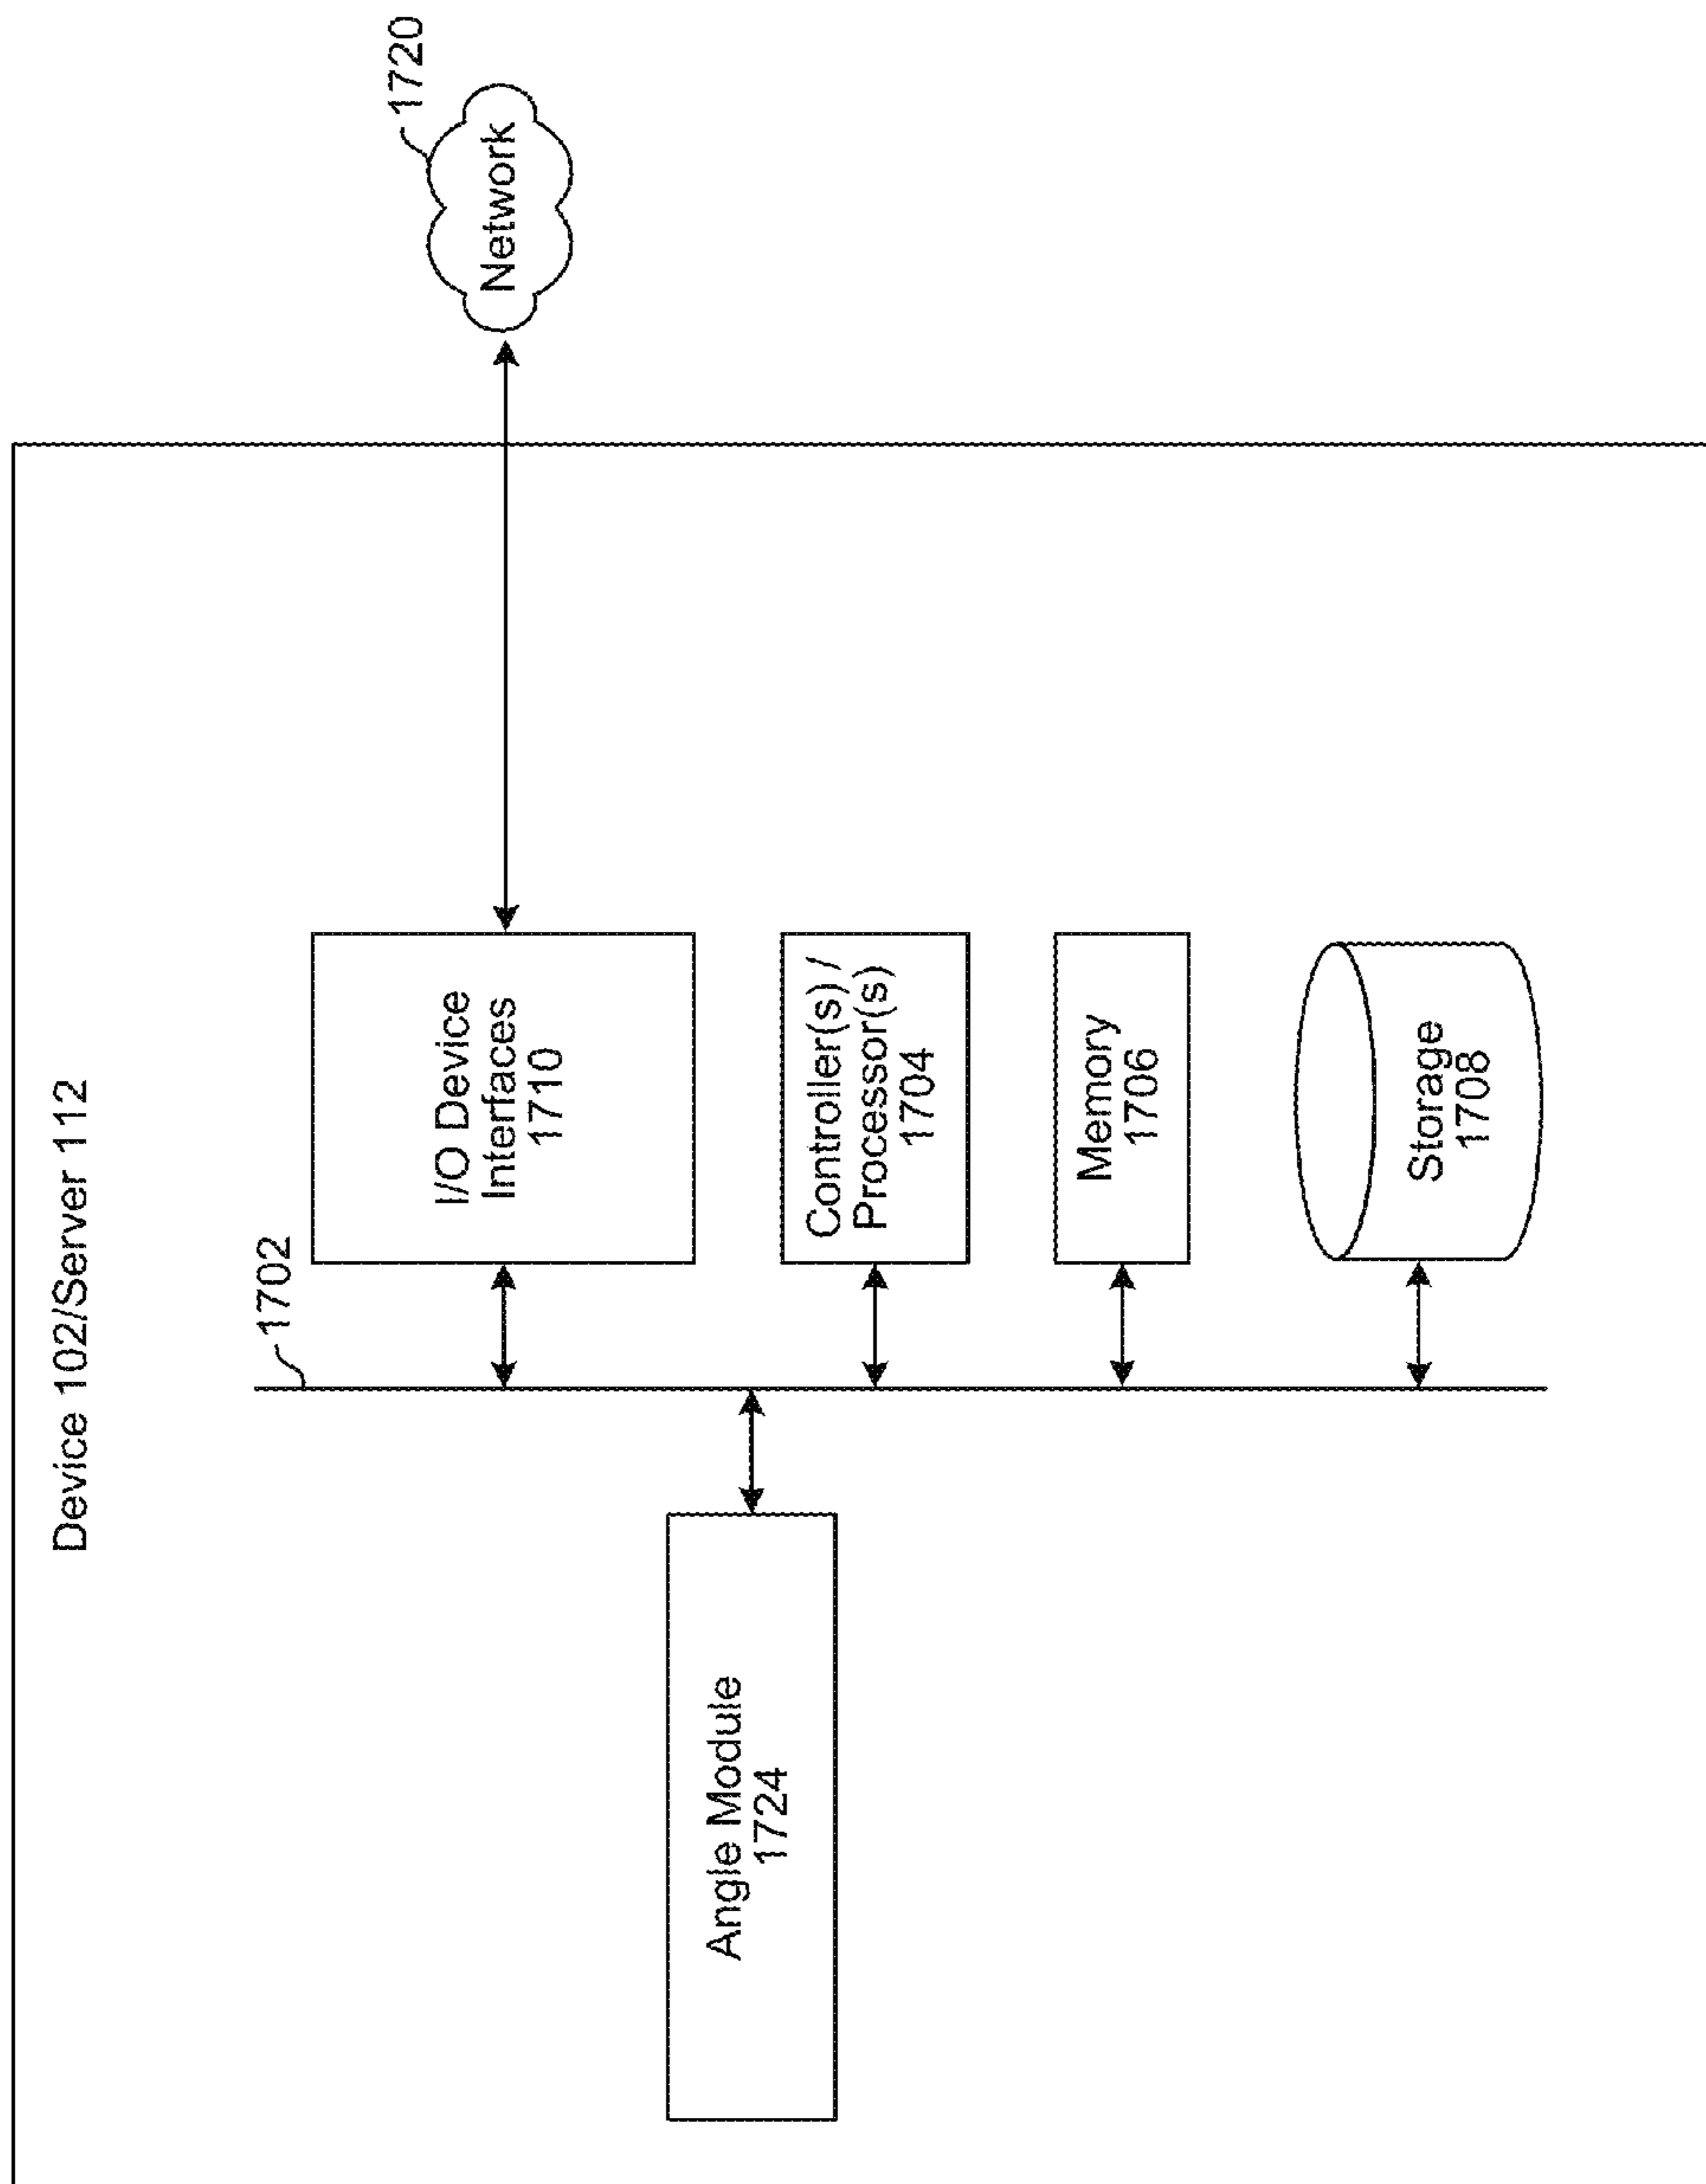 Device 102/Server 112
1702
I/O Device
Interfaces
1710
1720
Network
Angle Module
1724
Controller(s) /
Processor(s)
1704
Memory
1706
Storage
1708